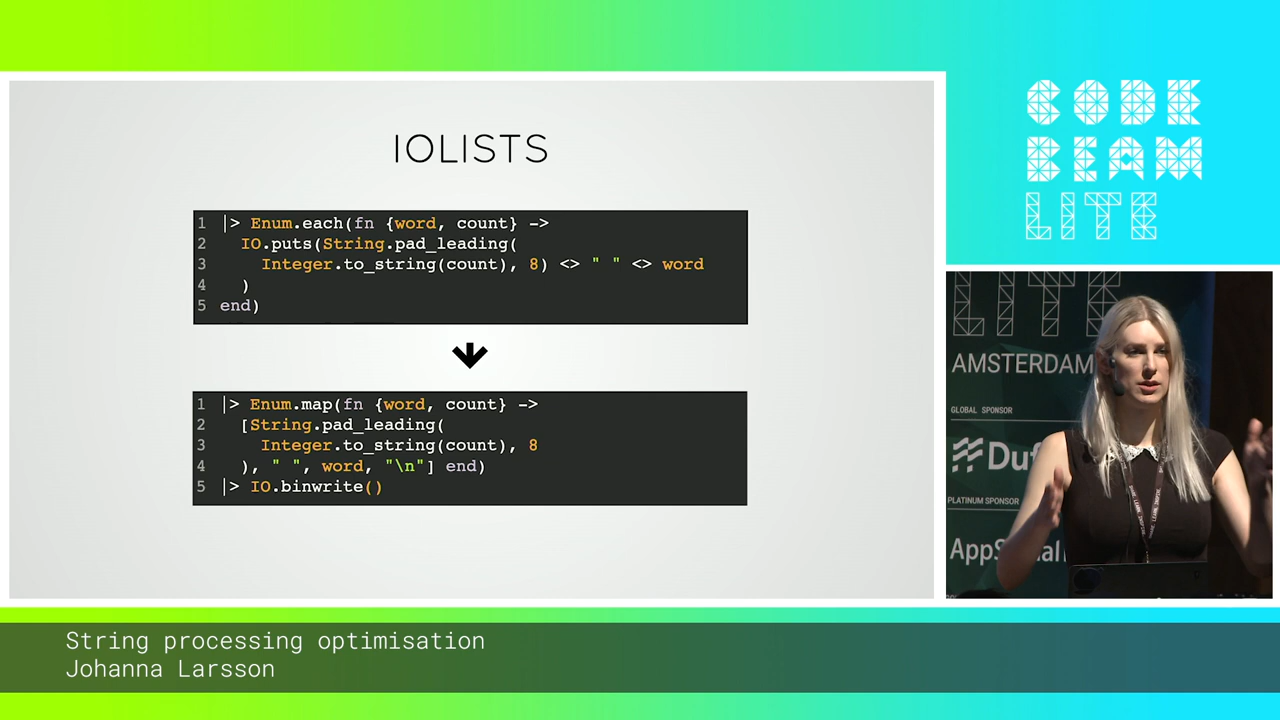 IOLISTS
1 |> Enum.each(fn {word, count} ->
2 IO.puts(String.pad_leading(
3 Integer.to_string(count), 8) <> " " <> word
4 )
5 end)
1 |> Enum.map(fn {word, count} ->
2 [String.pad_leading(
3 Integer.to_string(count), 8
4 ), " ", word, "\n"] end)
5 |> IO.binwrite()
CODE
BEAM
LITE
LITE
AMSTERDAM
GLOBAL SPONSOR
PLATINUM SPONSOR
String processing optimisation
Johanna Larsson